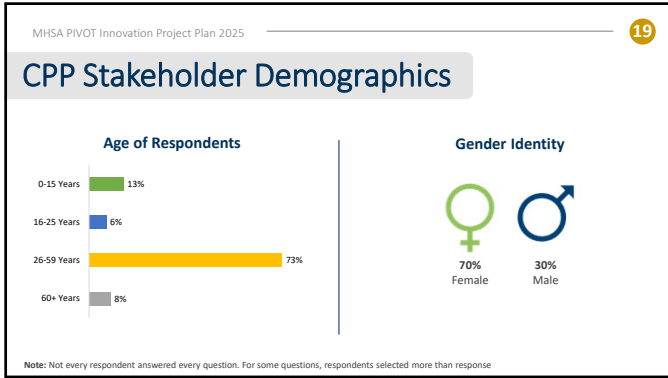 MHSA PIVOT Innovation Project Plan 2025
19
CPP Stakeholder Demographics
Age of Respondents
0-15 Years 13%
16-25 Years 6%
26-59 Years 73%
60+ Years 8%
Gender Identity
70% 30%
Female Male
Note: Not every respondent answered every question. For some questions, respondents selected more than response